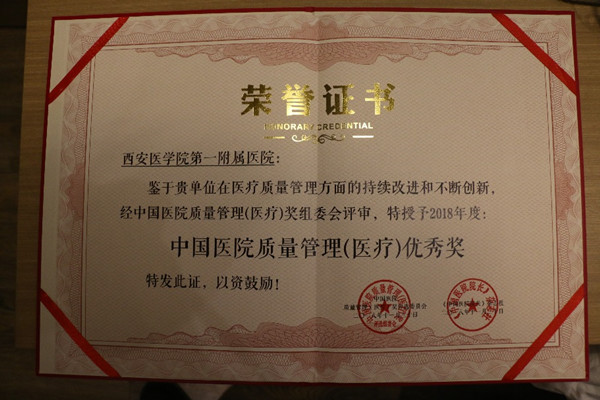 荣誉证书
HONORARY CREDENTIAL
西安医学院第一附属医院：
鉴于贵单位在医疗质量管理方面的持续改进和不断创新，
经中国医院质量管理(医疗)奖组委会评审，特授予2018年度：
中国医院质量管理(医疗)优秀奖
特发此证，以资鼓励！
中国医院